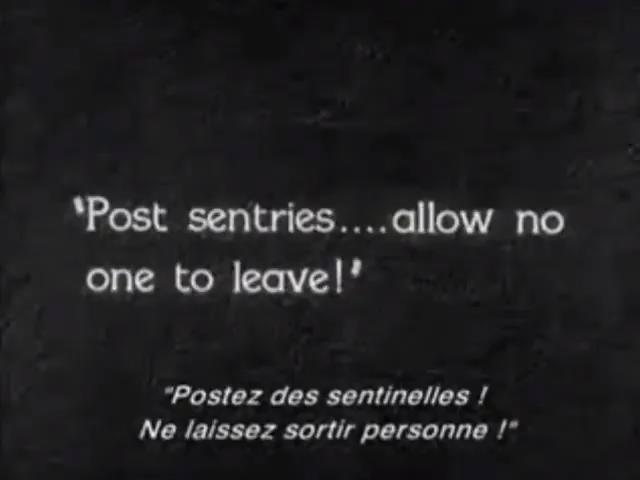 'Post sentries....allow no
one to leave!'
"Postez des sentinelles !
Ne laissez sortir personne !"